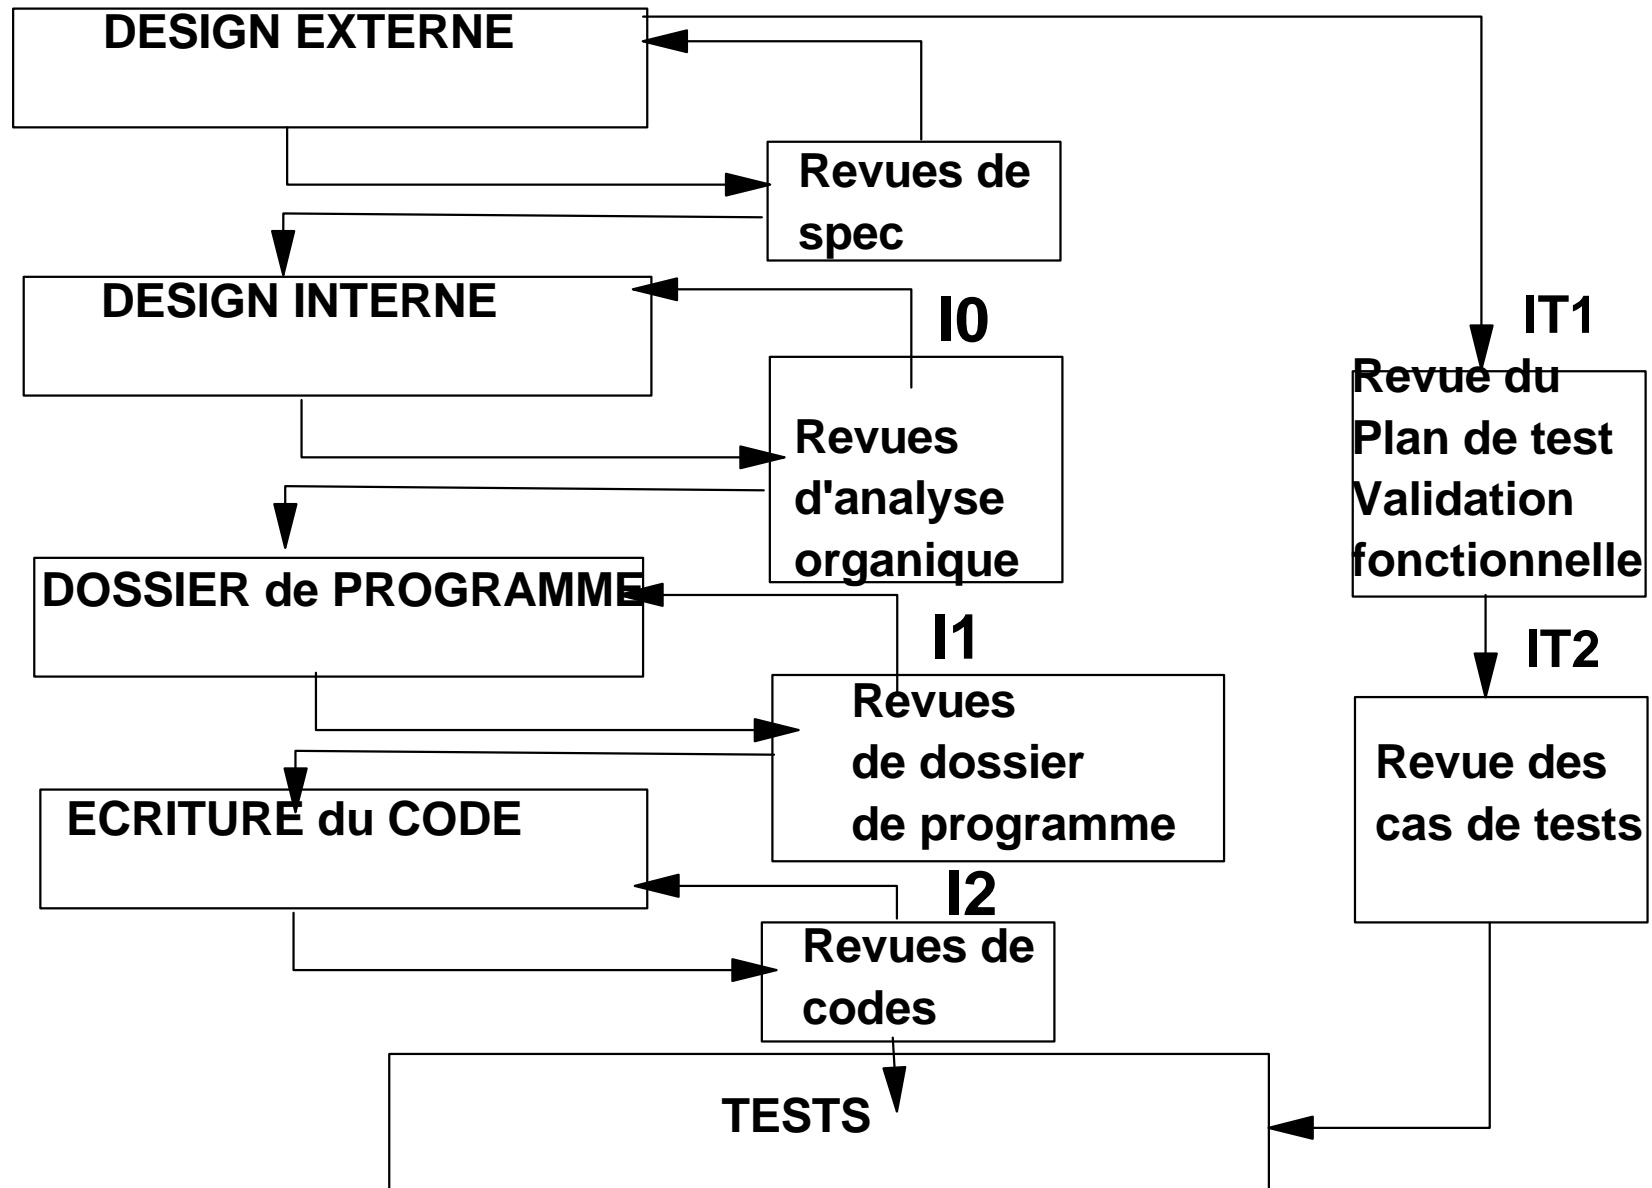 DESIGN EXTERNE
Revues de
spec
DESIGN INTERNE
I0
IT1
Revues
d'analyse
organique
Revue du
Plan de test
Validation
fonctionnelle
DOSSIER de PROGRAMME
I1
IT2
Revues
de dossier
de programme
Revue des
cas de tests
ECRITURE du CODE
I2
Revues de
codes
TESTS